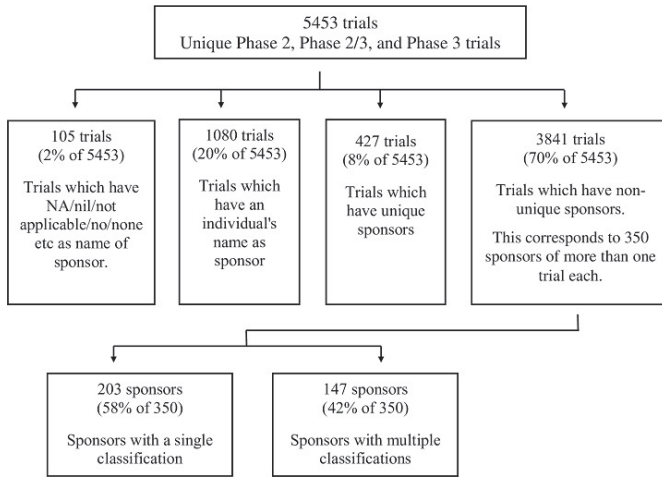 5453 trials
Unique Phase 2, Phase 2/3, and Phase 3 trials
105 trials
(2% of 5453)
Trials which have
NA/nil/not
applicable/no/none
etc as name of
sponsor.
1080 trials
(20% of 5453)
Trials which
have an
individual's
name as
sponsor
427 trials
(8% of 5453)
Trials which
have unique
sponsors
3841 trials
(70% of 5453)
Trials which have non-
unique sponsors.
This corresponds to 350
sponsors of more than one
trial each.
203 sponsors
(58% of 350)
Sponsors with a single
classification
147 sponsors
(42% of 350)
Sponsors with multiple
classifications